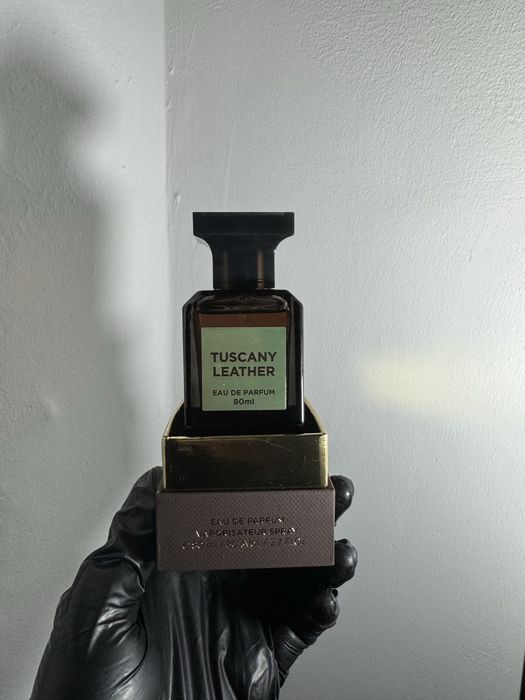 TUSCANY
LEATHER
EAU DE PARFUM
80ml
EAU DE PARFUM
VAPORISATEUR SPRAY